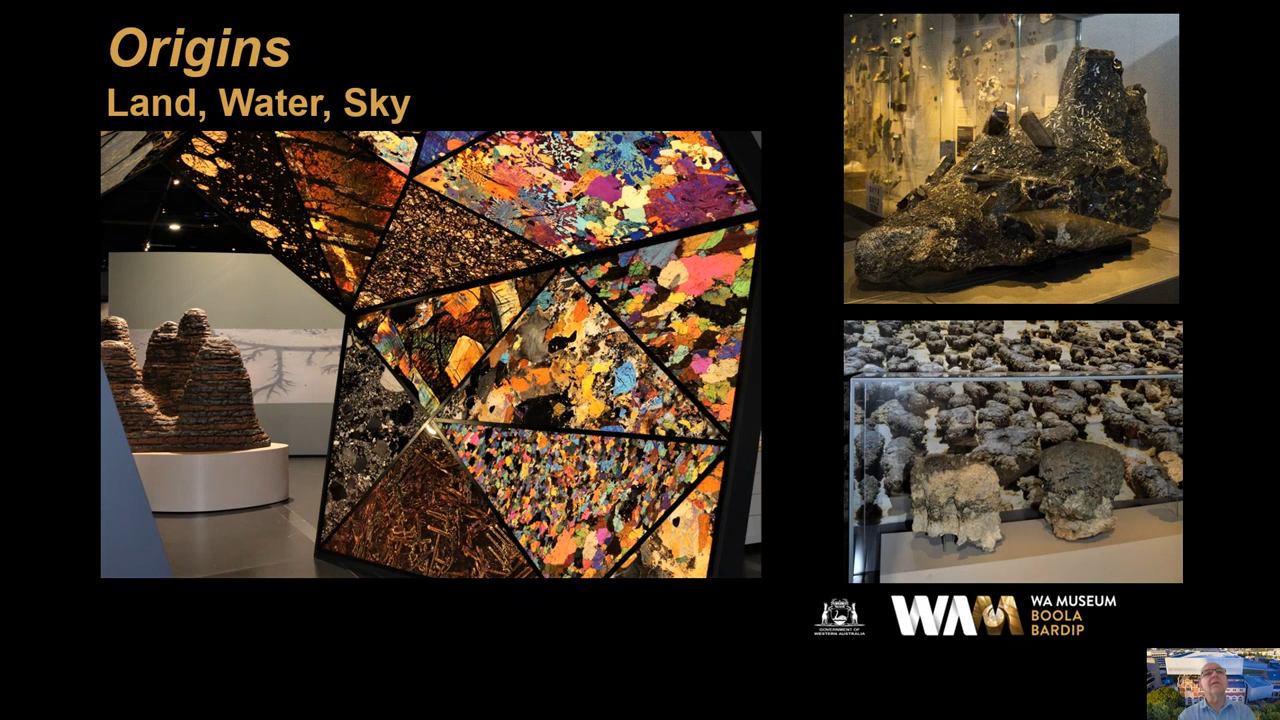 Origins
Land, Water, Sky
GOVERNMENT OF
WESTERN AUSTRALIA
WAM
WA MUSEUM
BOOLA
BARDIP